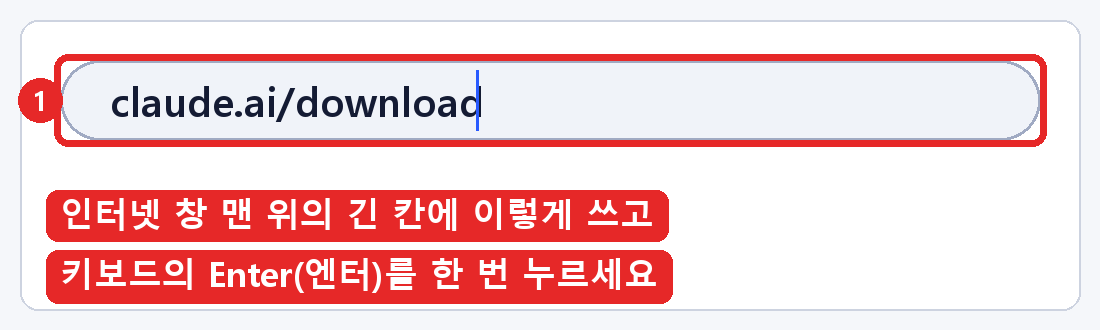 1
claude.ai/download
인터넷 창 맨 위의 긴 칸에 이렇게 쓰고
키보드의 Enter(엔터)를 한 번 누르세요